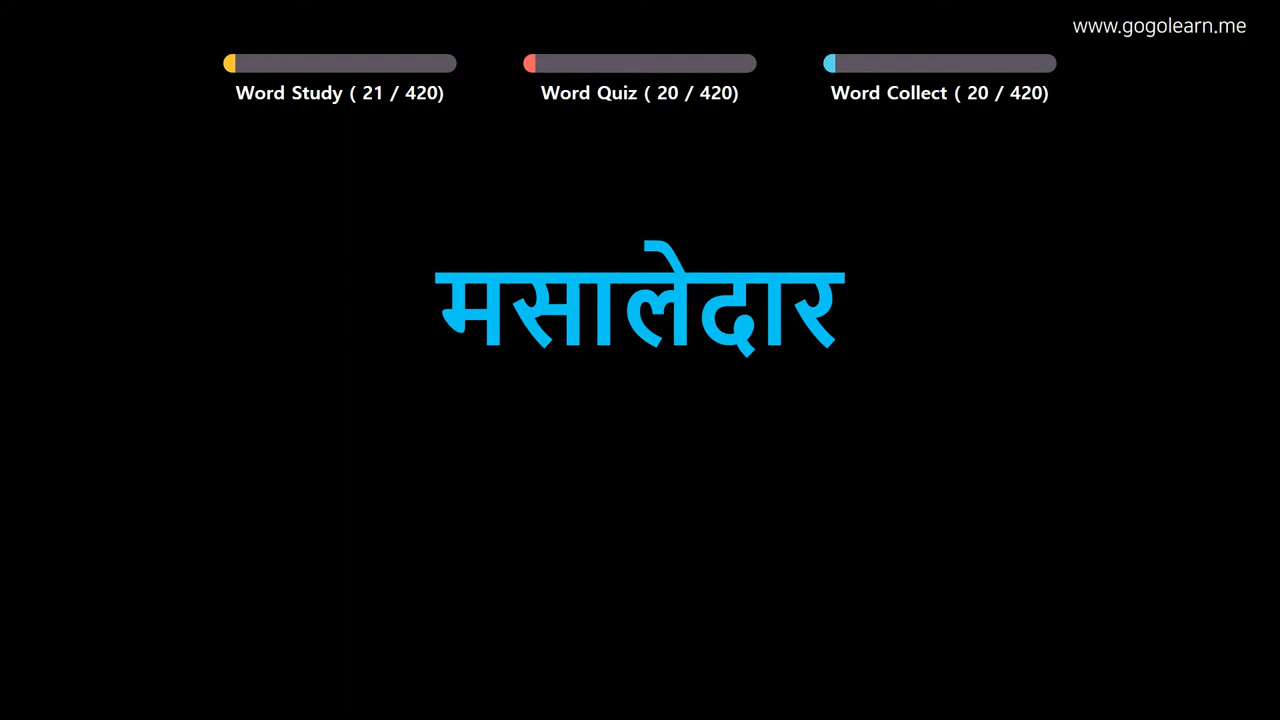 www.gogolearn.me
Word Study ( 21 / 420)
Word Quiz ( 20 / 420)
Word Collect ( 20 / 420)
मसालेदार